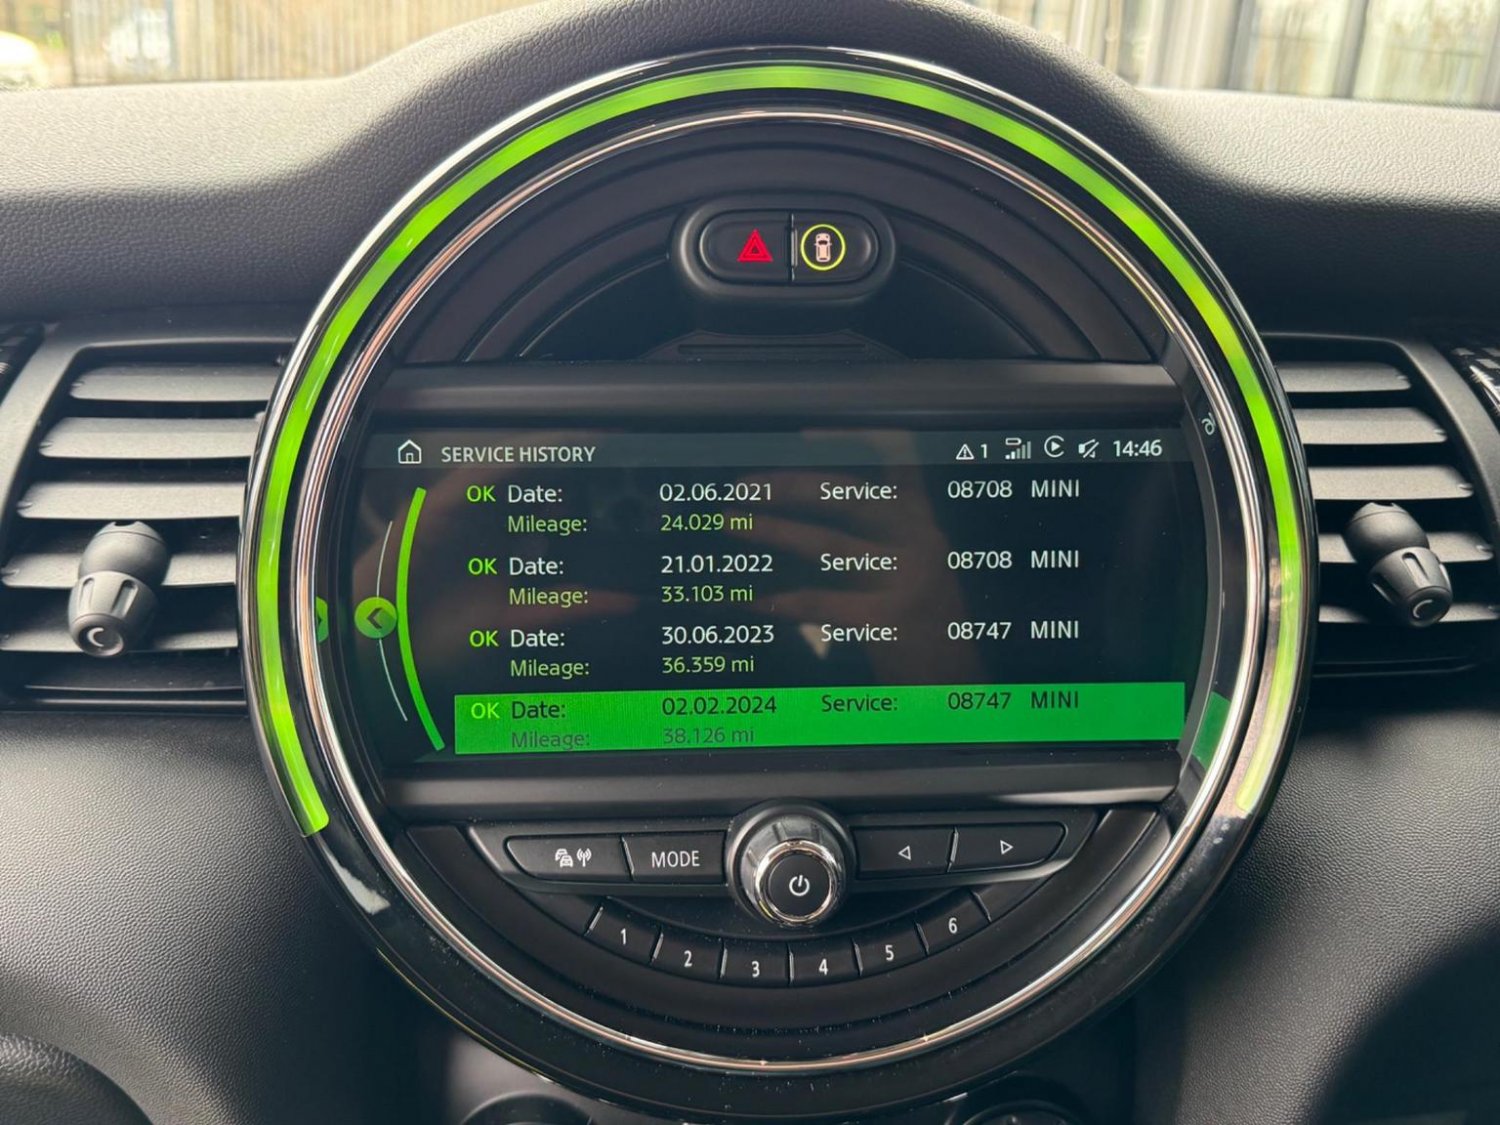 SERVICE HISTORY 1 14:46
OK Date: 02.06.2021 Service: 08708 MINI
Mileage: 24.029 mi
OK Date: 21.01.2022 Service: 08708 MINI
Mileage: 33.103 mi
OK Date: 30.06.2023 Service: 08747 MINI
Mileage: 36.359 mi
OK Date: 02.02.2024 Service: 08747 MINI
Mileage: 38.126 mi
MODE
1 2 3 4 5 6